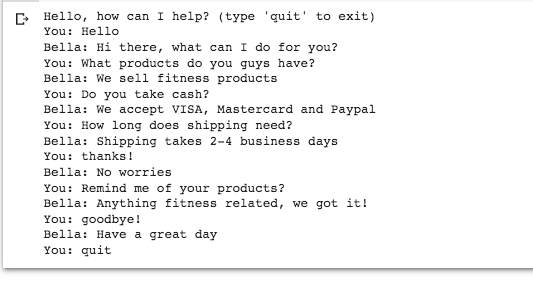 Hello, how can I help? (type 'quit' to exit)
You: Hello
Bella: Hi there, what can I do for you?
You: What products do you guys have?
Bella: We sell fitness products
You: Do you take cash?
Bella: We accept VISA, Mastercard and Paypal
You: How long does shipping need?
Bella: Shipping takes 2-4 business days
You: thanks!
Bella: No worries
You: Remind me of your products?
Bella: Anything fitness related, we got it!
You: goodbye!
Bella: Have a great day
You: quit